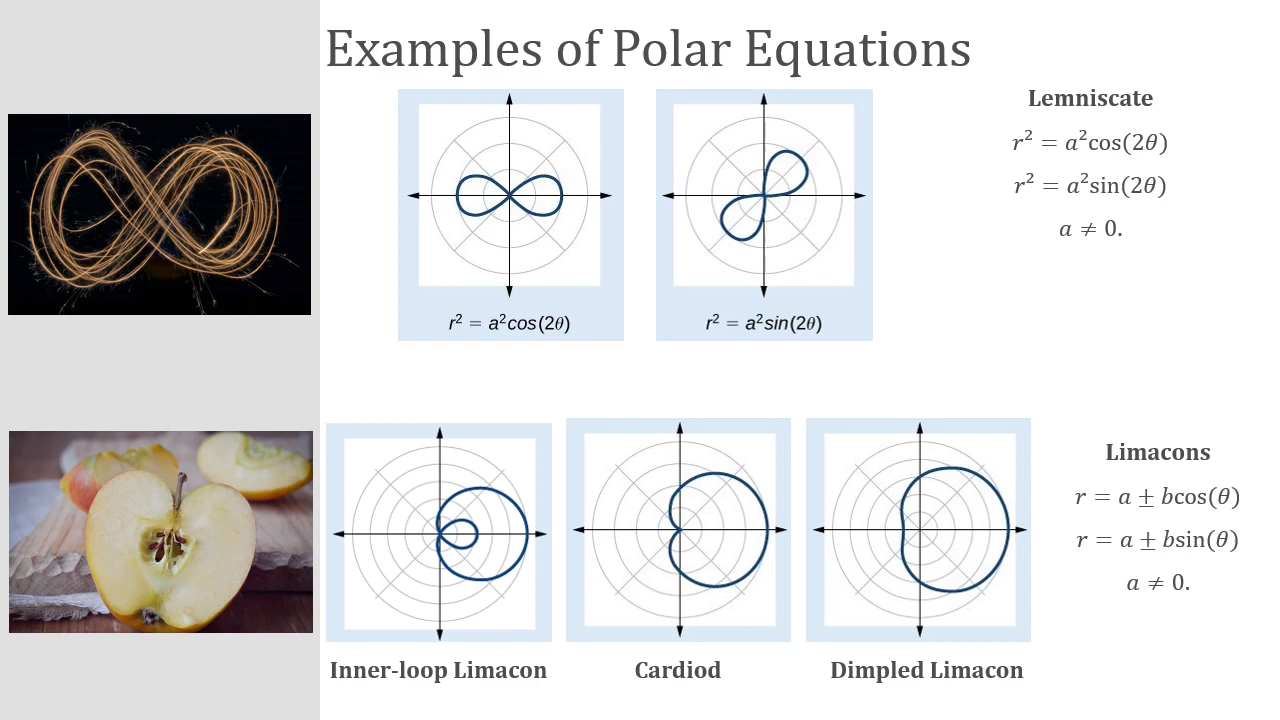 Examples of Polar Equations
r² = a²cos(2θ)
r² = a²sin(2θ)
Lemniscate
r² = a²cos(2θ)
r² = a²sin(2θ)
a ≠ 0.
Inner-loop Limacon
Cardiod
Dimpled Limacon
Limacons
r = a ± bcos(θ)
r = a ± bsin(θ)
a ≠ 0.